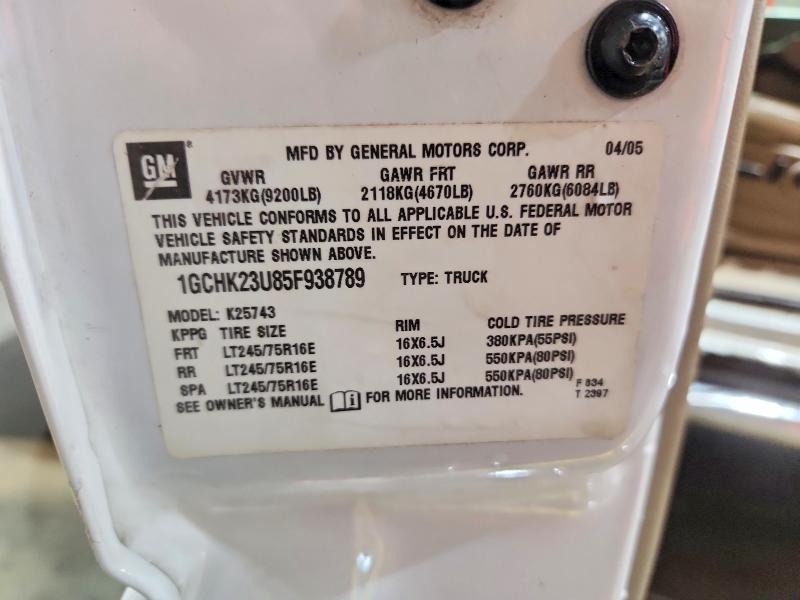 GM ®
MFD BY GENERAL MOTORS CORP. 04/05
GVWR GAWR FRT GAWR RR
4173KG(9200LB) 2118KG(4670LB) 2760KG(6084LB)
THIS VEHICLE CONFORMS TO ALL APPLICABLE U.S. FEDERAL MOTOR
VEHICLE SAFETY STANDARDS IN EFFECT ON THE DATE OF
MANUFACTURE SHOWN ABOVE.
1GCHK23U85F938789 TYPE: TRUCK
MODEL: K25743
KPPG TIRE SIZE RIM COLD TIRE PRESSURE
FRT LT245/75R16E 16X6.5J 380KPA(55PSI)
RR LT245/75R16E 16X6.5J 550KPA(80PSI)
SPA LT245/75R16E 16X6.5J 550KPA(80PSI)
SEE OWNER'S MANUAL i FOR MORE INFORMATION.
F 834
T 2397